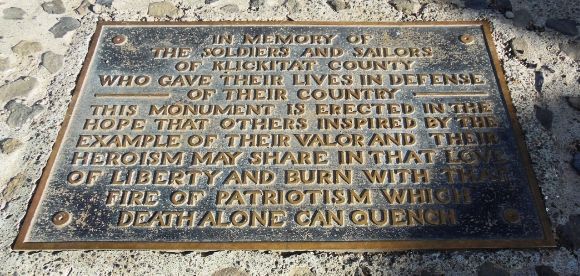 IN MEMORY OF
THE SOLDIERS AND SAILORS
OF KLICKITAT COUNTY
WHO GAVE THEIR LIVES IN DEFENSE
OF THEIR COUNTRY
THIS MONUMENT IS ERECTED IN THE
HOPE THAT OTHERS INSPIRED BY THE
EXAMPLE OF THEIR VALOR AND THEIR
HEROISM MAY SHARE IN THAT LOVE
OF LIBERTY AND BURN WITH THAT
FIRE OF PATRIOTISM WHICH
DEATH ALONE CAN QUENCH